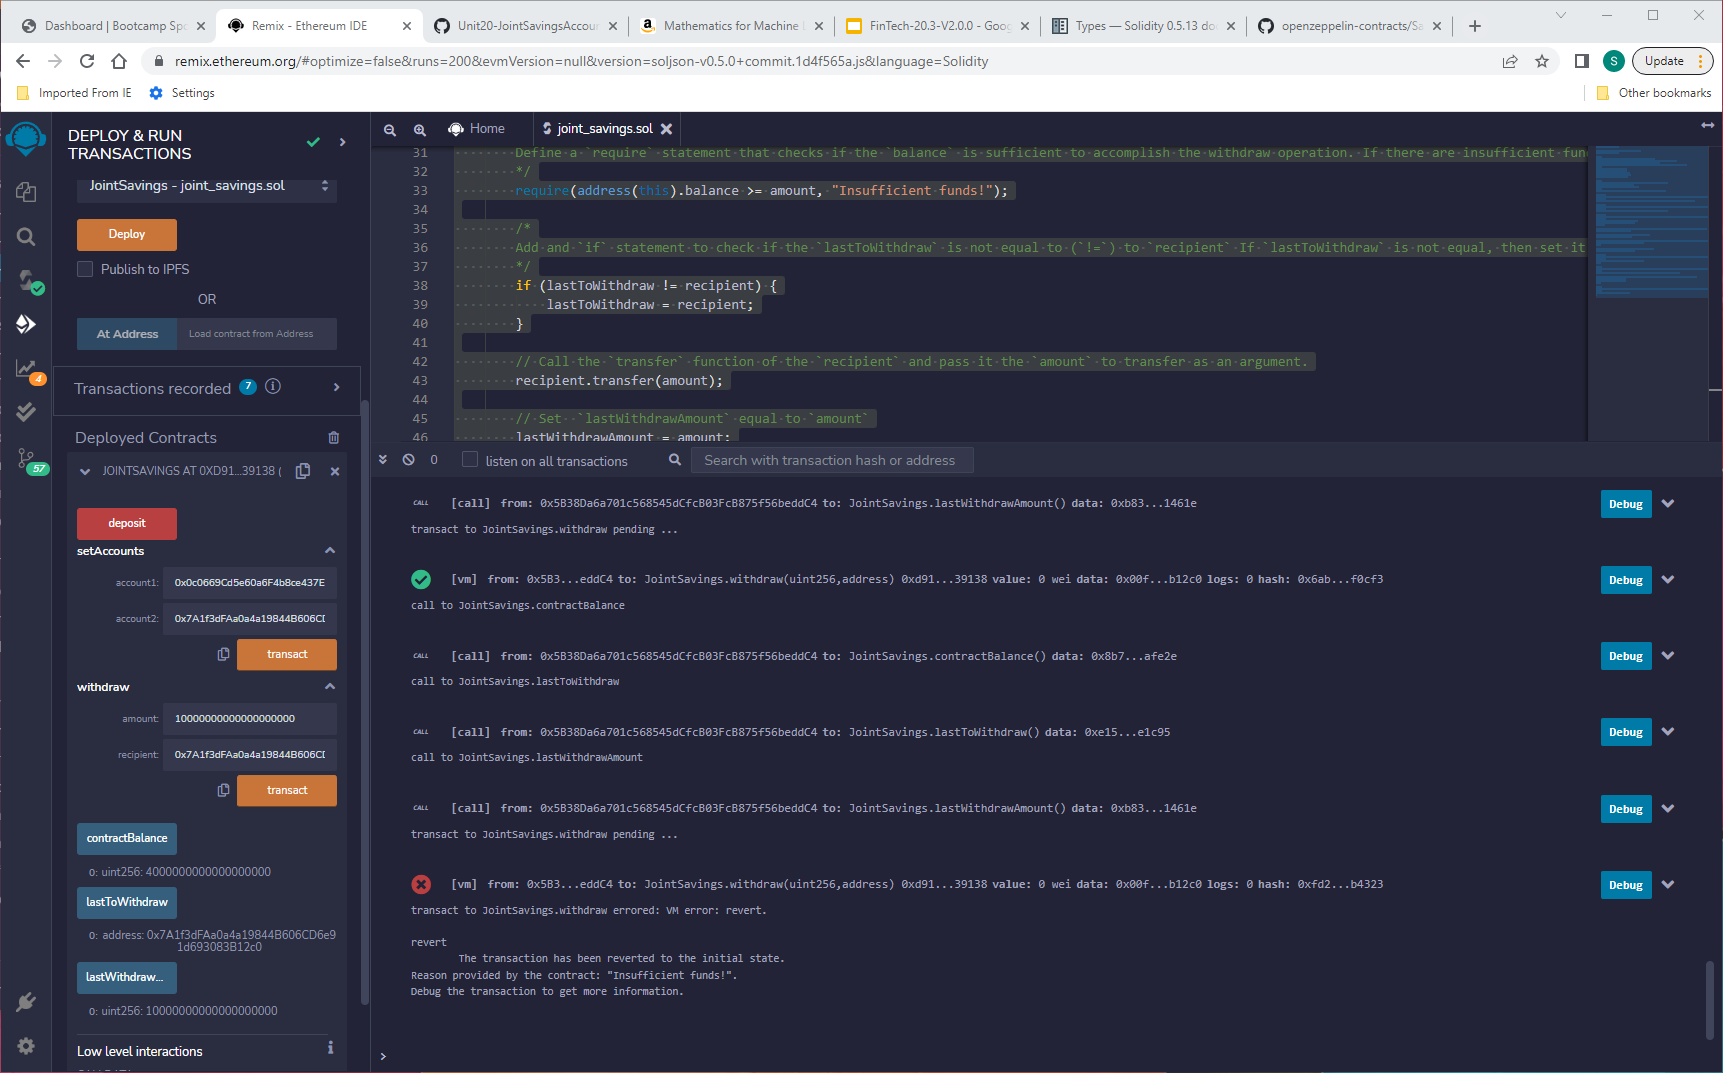 Dashboard | Bootcamp Spo
Remix - Ethereum IDE
Unit20-JointSavingsAccour
Mathematics for Machine L
FinTech-20.3-V2.0.0 - Goog
Types — Solidity 0.5.13 do
openzeppelin-contracts/Sa
remix.ethereum.org/#optimize=false&runs=200&evmVersion=null&version=soljson-v0.5.0+commit.1d4f565a.js&language=Solidity
S
Update
Imported From IE
Settings
Other bookmarks
DEPLOY & RUN
TRANSACTIONS
JointSavings - joint_savings.sol
Deploy
Publish to IPFS
OR
At Address
Load contract from Address
4
Transactions recorded 7
Deployed Contracts
57
JOINTSAVINGS AT 0XD91...39138 (
deposit
setAccounts
account1: 0x0c0669Cd5e60a6F4b8ce437E
account2: 0x7A1f3dFAa0a4a19844B606CD
transact
withdraw
amount: 10000000000000000000
recipient: 0x7A1f3dFAa0a4a19844B606CD
transact
contractBalance
0: uint256: 4000000000000000000
lastToWithdraw
0: address: 0x7A1f3dFAa0a4a19844B606CD6e9
1d693083B12c0
lastWithdraw...
0: uint256: 10000000000000000000
Low level interactions
Home
joint_savings.sol
31 Define a `require` statement that checks if the `balance` is sufficient to accomplish the withdraw operation. If there are insufficient fun
32 */
33 require(address(this).balance >= amount, "Insufficient funds!");
34
35 /*
36 Add and `if` statement to check if the `lastToWithdraw` is not equal to (`!=`) to `recipient` If `lastToWithdraw` is not equal, then set it
37 */
38 if (lastToWithdraw != recipient) {
39 lastToWithdraw = recipient;
40 }
41
42 // Call the `transfer` function of the `recipient` and pass it the `amount` to transfer as an argument.
43 recipient.transfer(amount);
44
45 // Set  `lastWithdrawAmount` equal to `amount`
46 lastWithdrawAmount = amount;
0
listen on all transactions
Search with transaction hash or address
CALL [call] from: 0x5B38Da6a701c568545dCfcB03FcB875f56beddC4 to: JointSavings.lastWithdrawAmount() data: 0xb83...1461e Debug
transact to JointSavings.withdraw pending ...
[vm] from: 0x5B3...eddC4 to: JointSavings.withdraw(uint256,address) 0xd91...39138 value: 0 wei data: 0x00f...b12c0 logs: 0 hash: 0x6ab...f0cf3 Debug
call to JointSavings.contractBalance
CALL [call] from: 0x5B38Da6a701c568545dCfcB03FcB875f56beddC4 to: JointSavings.contractBalance() data: 0x8b7...afe2e Debug
call to JointSavings.lastToWithdraw
CALL [call] from: 0x5B38Da6a701c568545dCfcB03FcB875f56beddC4 to: JointSavings.lastToWithdraw() data: 0xe15...e1c95 Debug
call to JointSavings.lastWithdrawAmount
CALL [call] from: 0x5B38Da6a701c568545dCfcB03FcB875f56beddC4 to: JointSavings.lastWithdrawAmount() data: 0xb83...1461e Debug
transact to JointSavings.withdraw pending ...
[vm] from: 0x5B3...eddC4 to: JointSavings.withdraw(uint256,address) 0xd91...39138 value: 0 wei data: 0x00f...b12c0 logs: 0 hash: 0xfd2...b4323 Debug
transact to JointSavings.withdraw errored: VM error: revert.
revert
The transaction has been reverted to the initial state.
Reason provided by the contract: "Insufficient funds!".
Debug the transaction to get more information.
>